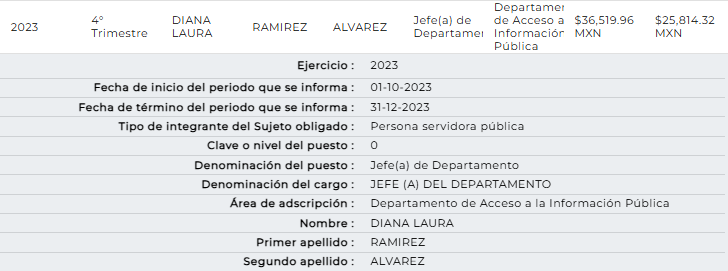 2023 4° Trimestre DIANA LAURA RAMIREZ ALVAREZ Jefe(a) de Departamento de Acceso a Información Pública $36,519.96 MXN $25,814.32 MXN
Ejercicio : 2023
Fecha de inicio del periodo que se informa : 01-10-2023
Fecha de término del periodo que se informa : 31-12-2023
Tipo de integrante del Sujeto obligado : Persona servidora pública
Clave o nivel del puesto : 0
Denominación del puesto : Jefe(a) de Departamento
Denominación del cargo : JEFE (A) DEL DEPARTAMENTO
Área de adscripción : Departamento de Acceso a la Información Pública
Nombre : DIANA LAURA
Primer apellido : RAMIREZ
Segundo apellido : ALVAREZ